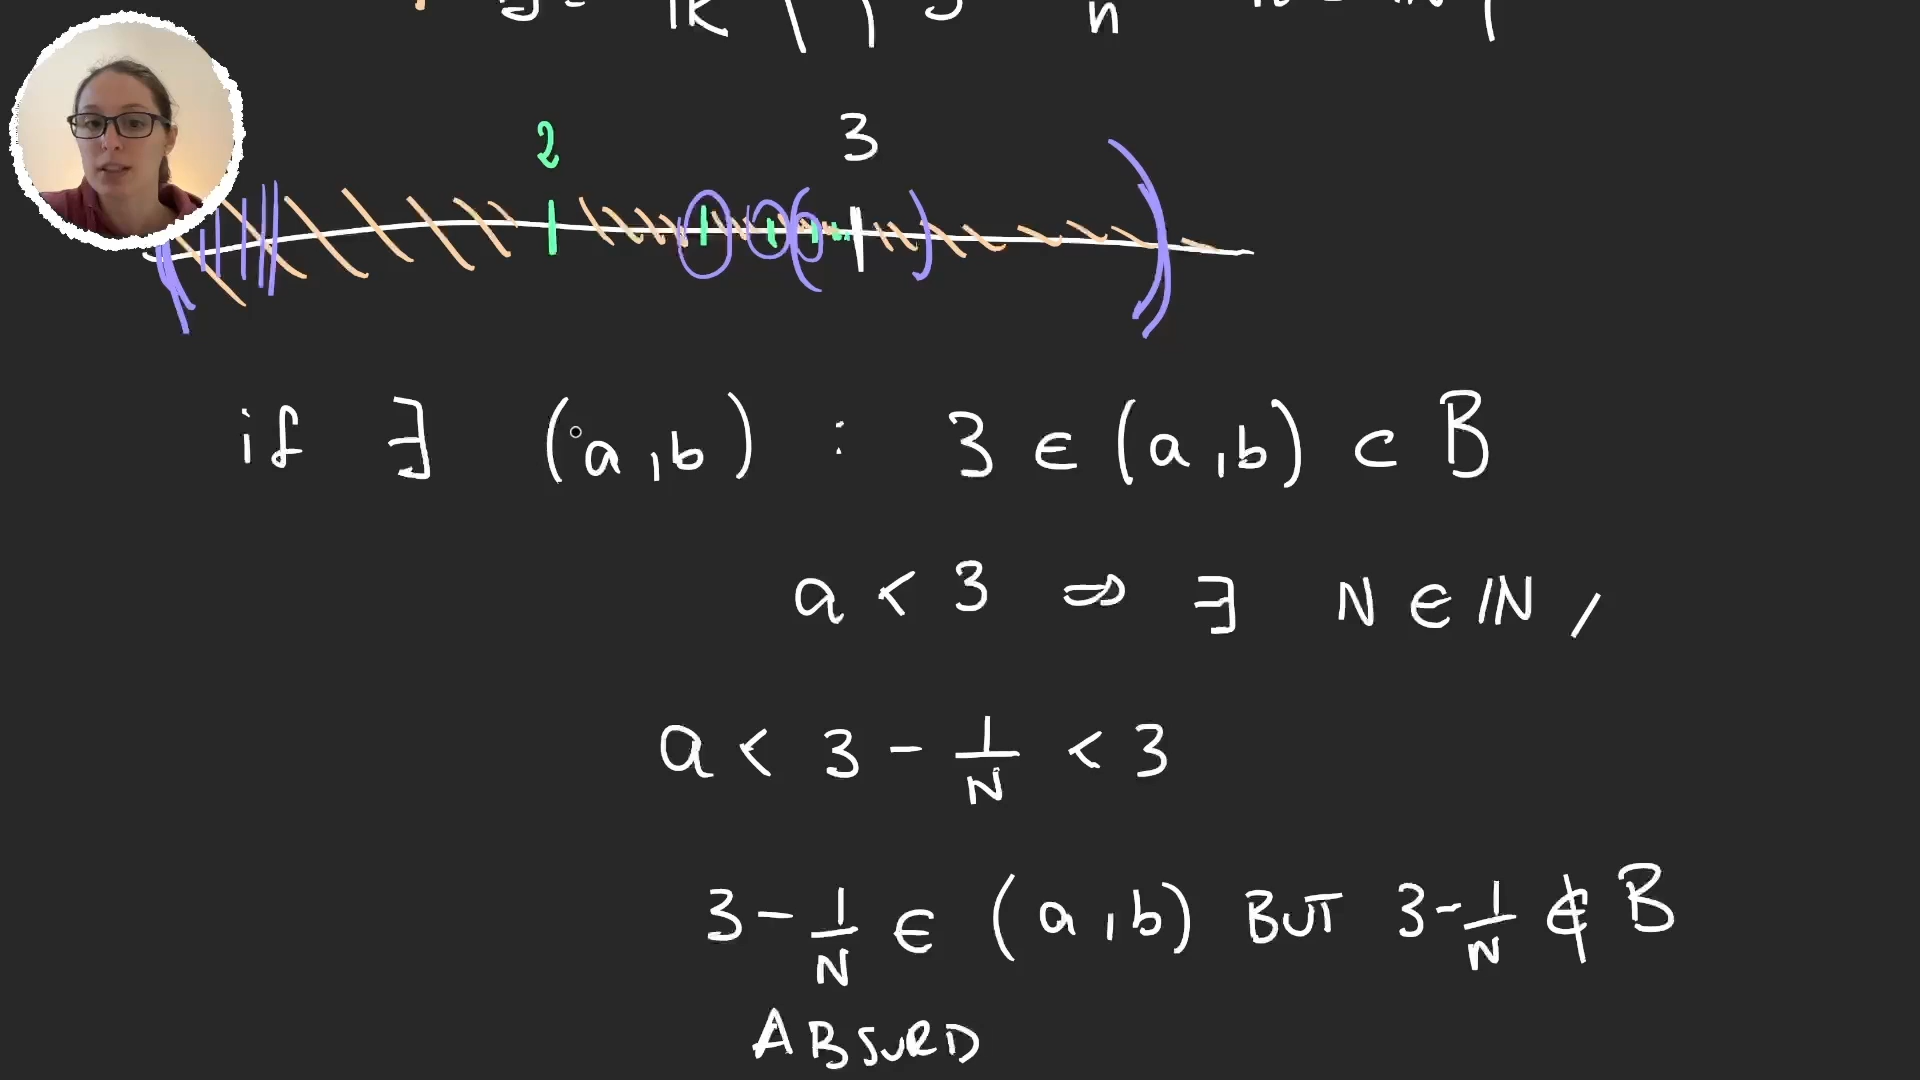 n
2 3
if ∃ (a,b) : 3 ∈ (a,b) ⊂ B
a < 3 ⇒ ∃ N ∈ ℕ,
a < 3 - 1/N < 3
3 - 1/N ∈ (a,b) BUT 3 - 1/N ∉ B
ABSURD